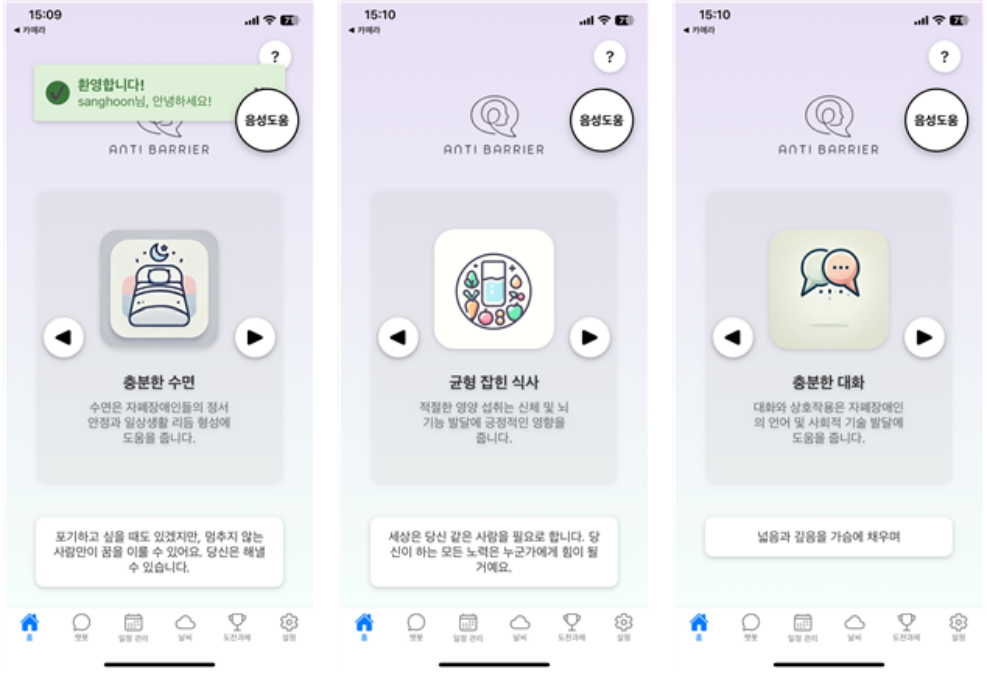 15:09
71
◀ 카메라
?
환영합니다!
sanghoon님, 안녕하세요!
음성도움
ANTI BARRIER
충분한 수면
수면은 자폐장애인들의 정서
안정과 일상생활 리듬 형성에
도움을 줍니다.
포기하고 싶을 때도 있겠지만, 멈추지 않는
사람만이 꿈을 이룰 수 있어요. 당신은 해낼
수 있습니다.
홈 챗봇 일정 관리 날씨 도전과제 설정
15:10
71
◀ 카메라
?
음성도움
ANTI BARRIER
균형 잡힌 식사
적절한 영양 섭취는 신체 및 뇌
기능 발달에 긍정적인 영향을
줍니다.
세상은 당신 같은 사람을 필요로 합니다. 당
신이 하는 모든 노력은 누군가에게 힘이 될
거예요.
홈 챗봇 일정 관리 날씨 도전과제 설정
15:10
71
◀ 카메라
?
음성도움
ANTI BARRIER
충분한 대화
대화와 상호작용은 자폐장애인
의 언어 및 사회적 기술 발달에
도움을 줍니다.
넓음과 깊음을 가슴에 채우며
홈 챗봇 일정 관리 날씨 도전과제 설정